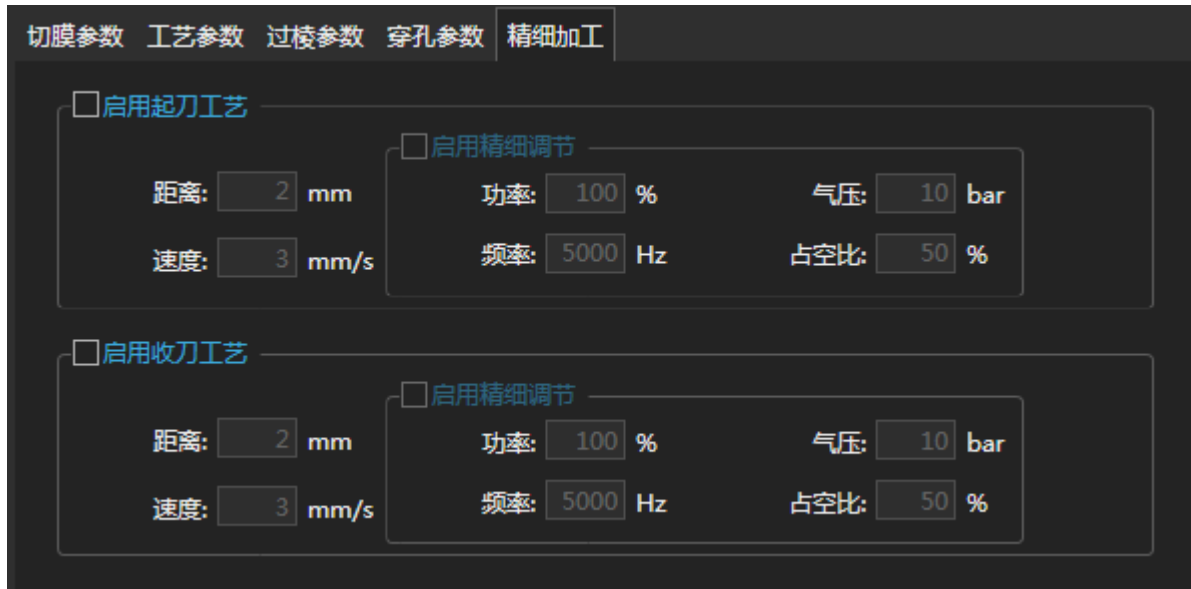 切膜参数 工艺参数 过棱参数 穿孔参数 精细加工
启用起刀工艺
启用精细调节
距离: 2 mm 功率: 100 % 气压: 10 bar
速度: 3 mm/s 频率: 5000 Hz 占空比: 50 %
启用收刀工艺
启用精细调节
距离: 2 mm 功率: 100 % 气压: 10 bar
速度: 3 mm/s 频率: 5000 Hz 占空比: 50 %